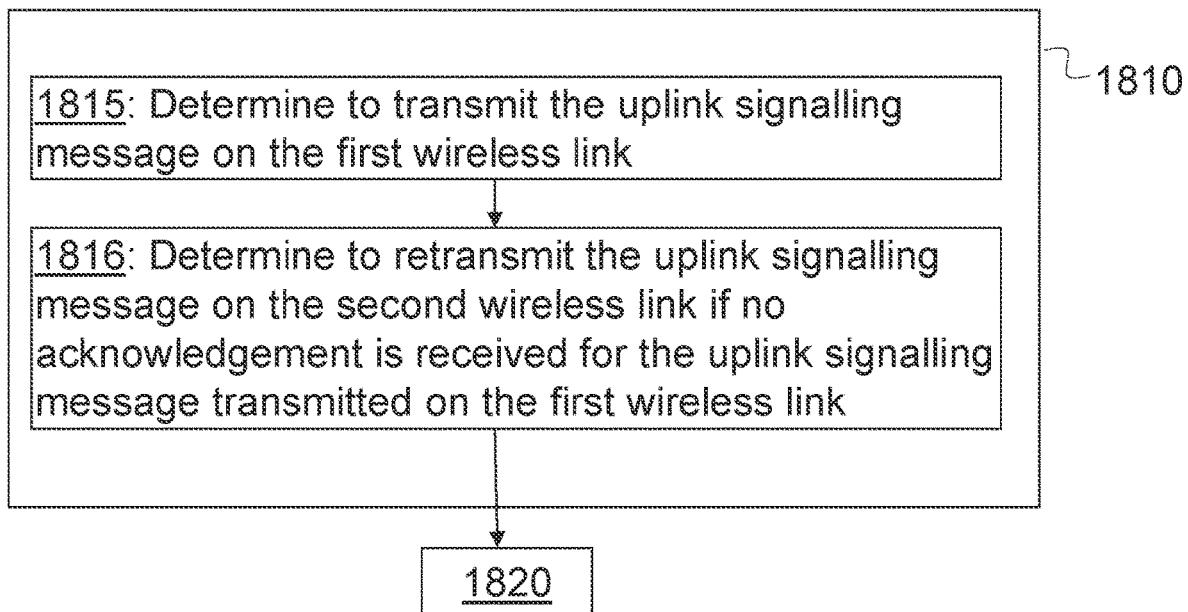 1815: Determine to transmit the uplink signalling
message on the first wireless link
1810
1816: Determine to retransmit the uplink signalling
message on the second wireless link if no
acknowledgement is received for the uplink signalling
message transmitted on the first wireless link
1820